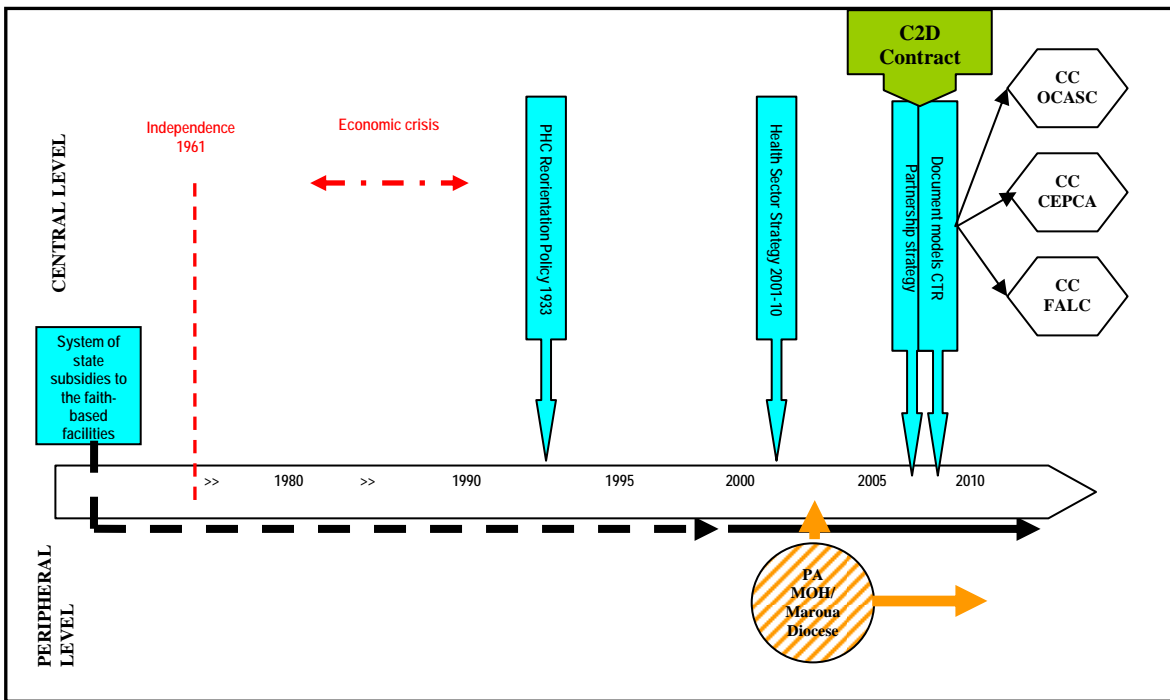 C2D
Contract
CC
OCASC
CC
CEPCA
CC
FALC
Independence
1961
Economic crisis
CENTRAL LEVEL
PHC Reorientation Policy 1933
Health Sector Strategy 2001-10
Partnership strategy
Document models CTR
System of
state
subsidies to
the faith-
based
facilities
>> 1980 >> 1990 1995 2000 2005 2010
PERIPHERAL
LEVEL
PA
MOH/
Maroua
Diocese